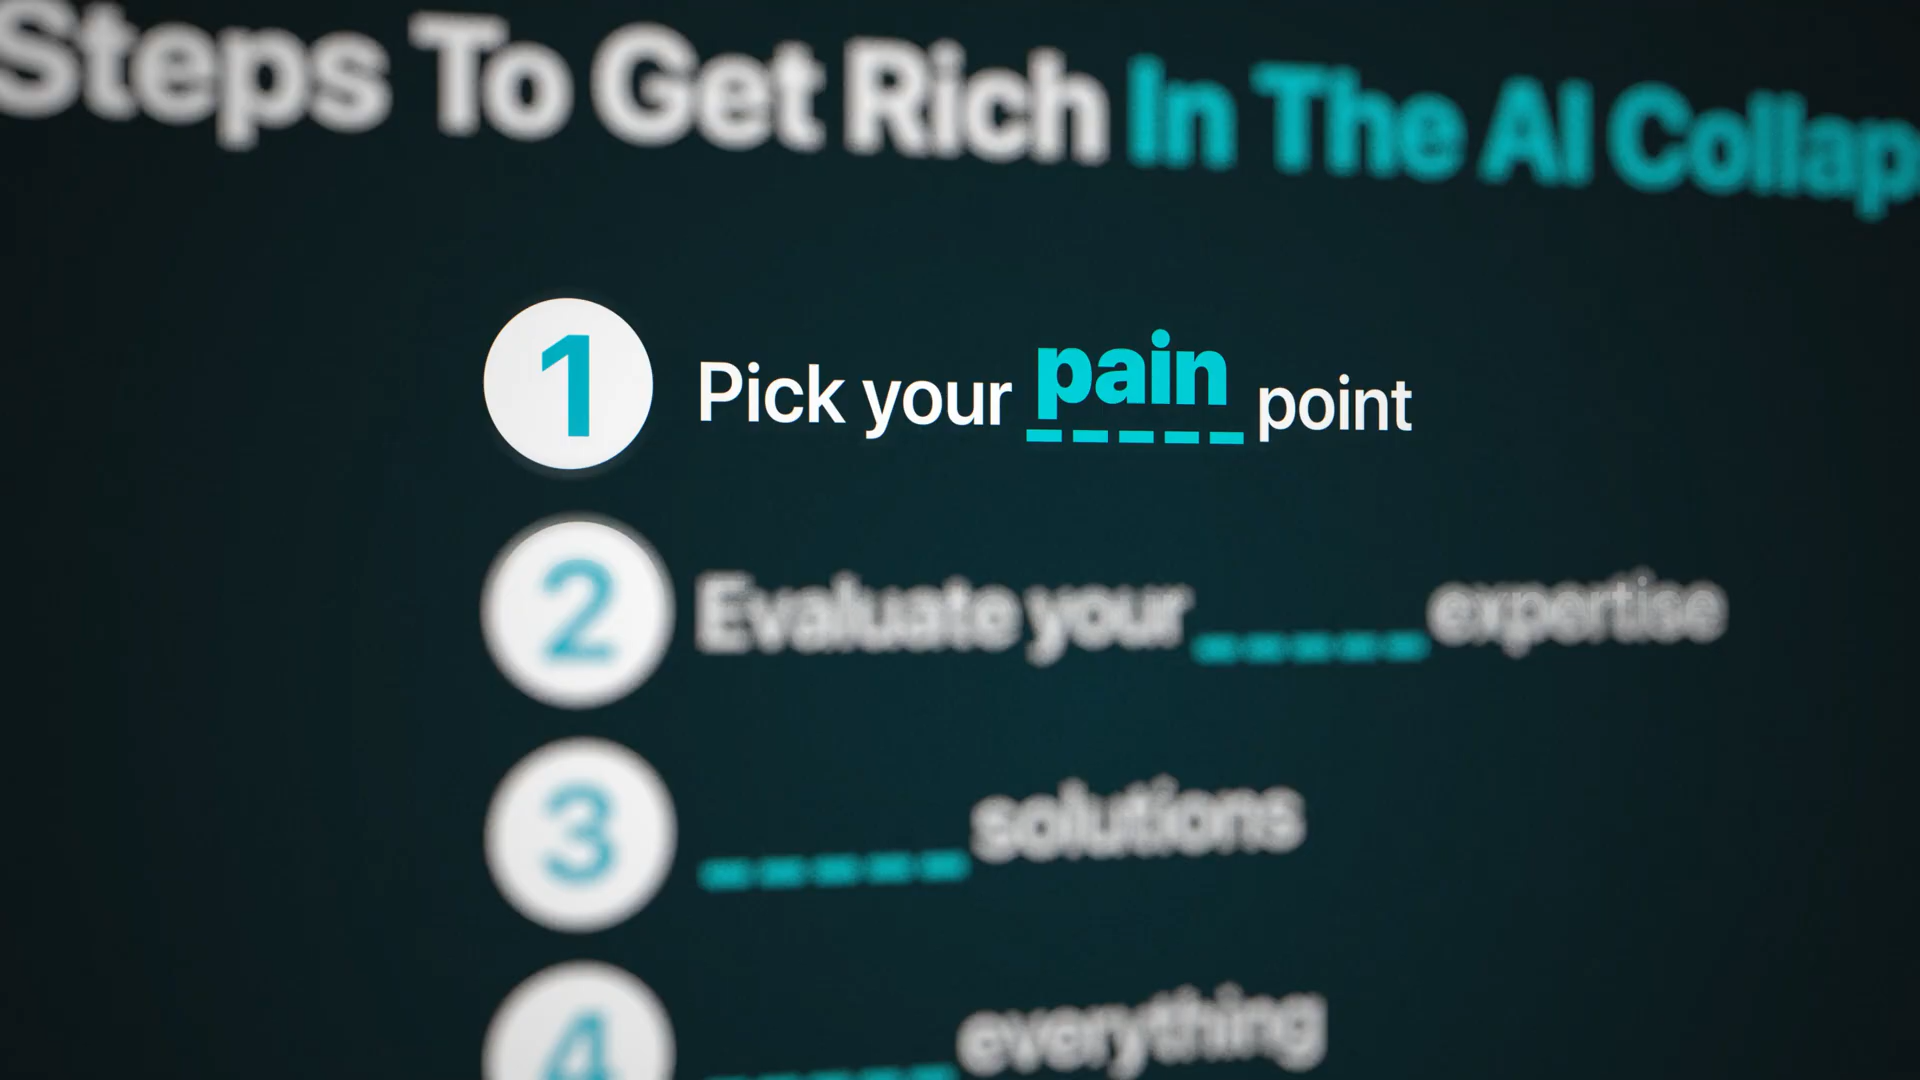 Steps To Get Rich In The AI Collap
1 Pick your pain point
2 Evaluate your _____ expertise
3 _____ solutions
4 _____ everything